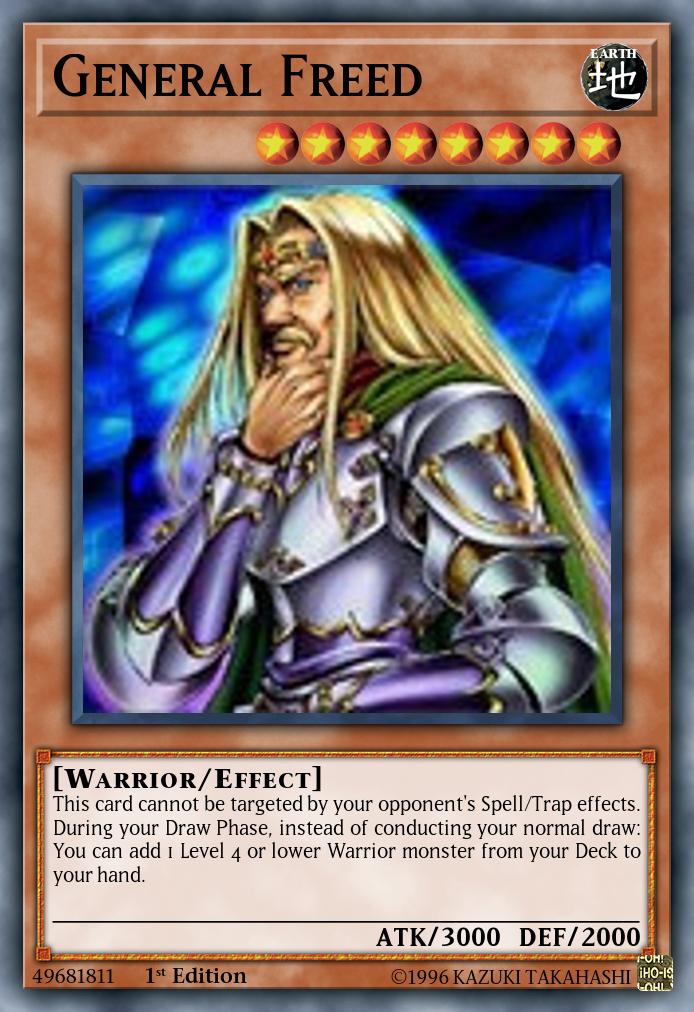 General Freed
EARTH
地
[Warrior/Effect]
This card cannot be targeted by your opponent's Spell/Trap effects.
During your Draw Phase, instead of conducting your normal draw:
You can add 1 Level 4 or lower Warrior monster from your Deck to
your hand.
ATK/3000 DEF/2000
49681811 1st Edition ©1996 KAZUKI TAKAHASHI